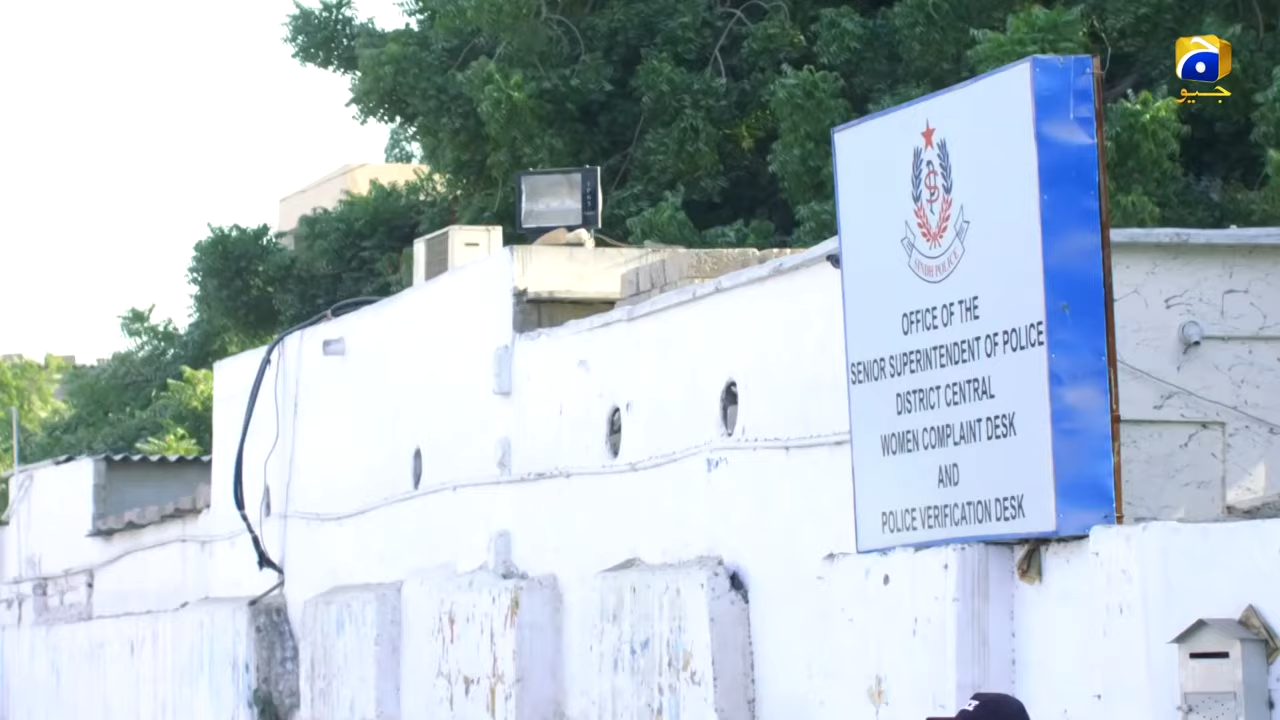 جیو
SINDH POLICE
OFFICE OF THE
SENIOR SUPERINTENDENT OF POLICE
DISTRICT CENTRAL
WOMEN COMPLAINT DESK
AND
POLICE VERIFICATION DESK